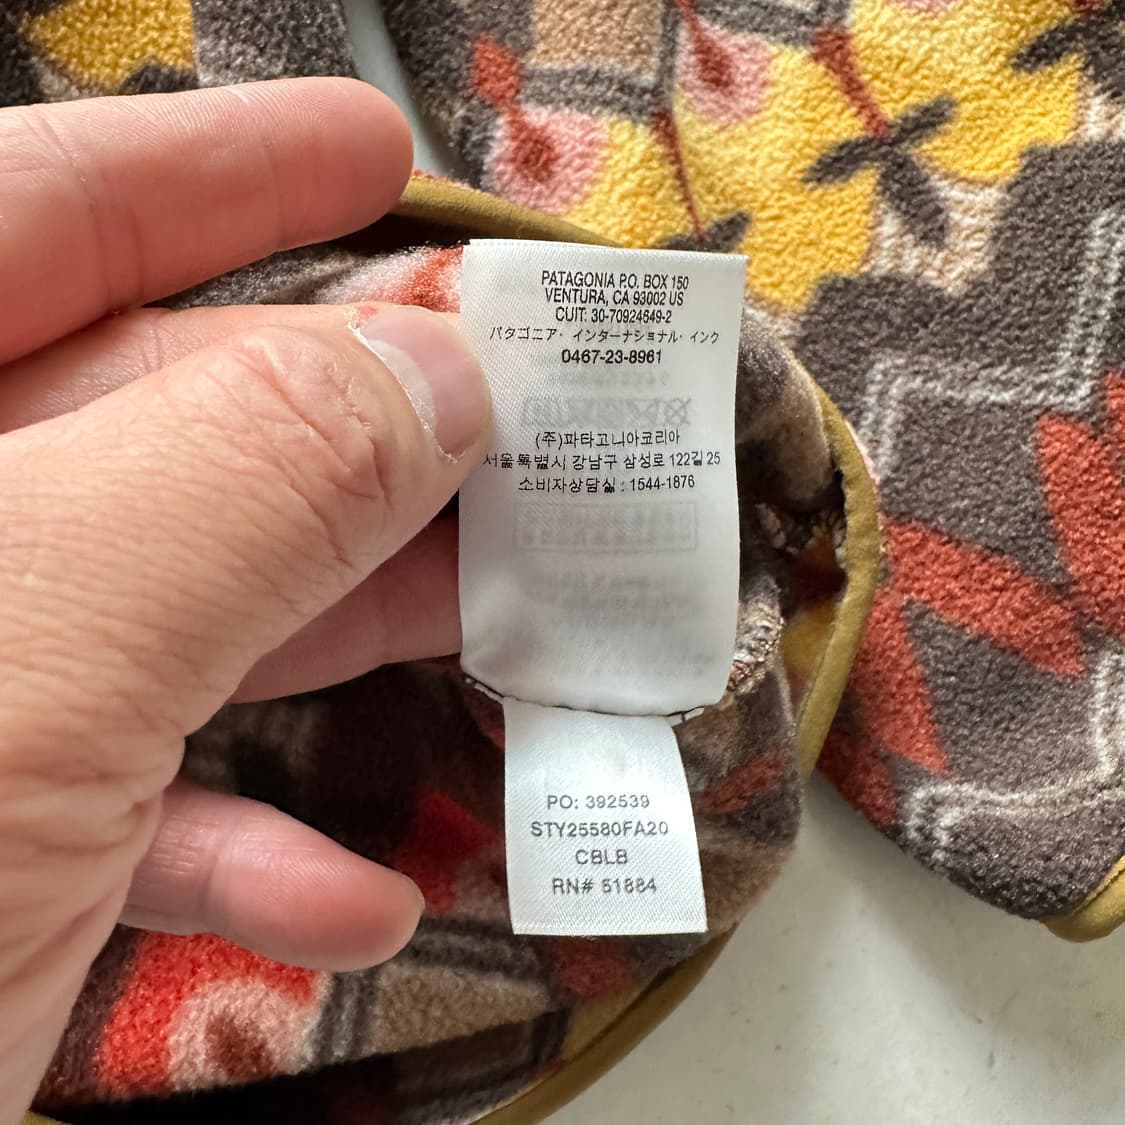 PATAGONIA P.O. BOX 150
VENTURA, CA 93002 US
CUIT: 30-70924649-2
パタゴニア・インターナショナル・インク
0467-23-8961
(주)파타고니아코리아
서울특별시 강남구 삼성로 122길 25
소비자상담실 : 1544-1876
PO: 392539
STY25580FA20
CBLB
RN# 51884